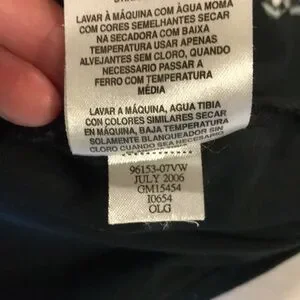 LAVAR À MÁQUINA COM ÁGUA MORNA
COM CORES SEMELHANTES SECAR
NA SECADORA COM BAIXA
TEMPERATURA USAR APENAS
ALVEJANTES SEM CLORO, QUANDO
NECESSARIO PASSAR A
FERRO COM TEMPERATURA
MÉDIA
LAVAR A MÁQUINA, AGUA TIBIA
CON COLORES SIMILARES SECAR
EN MÁQUINA, BAJA TEMPERATURA
SOLAMENTE BLANQUEADOR SIN
CLORO CUANDO SEA NECESARIO
96153-07VW
JULY 2006
GM15454
I0654
OLG